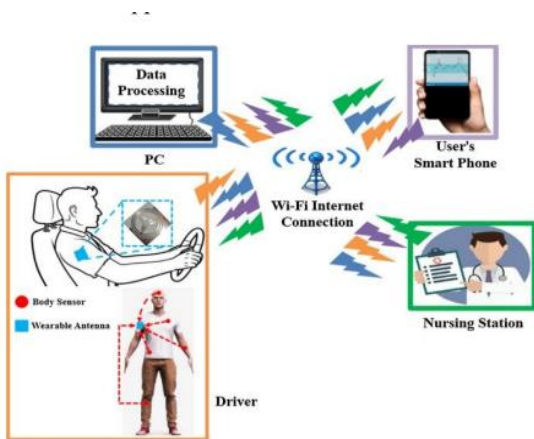 Data
Processing
PC
User's
Smart Phone
Wi-Fi Internet
Connection
Body Sensor
Wearable Antenna
Driver
Nursing Station